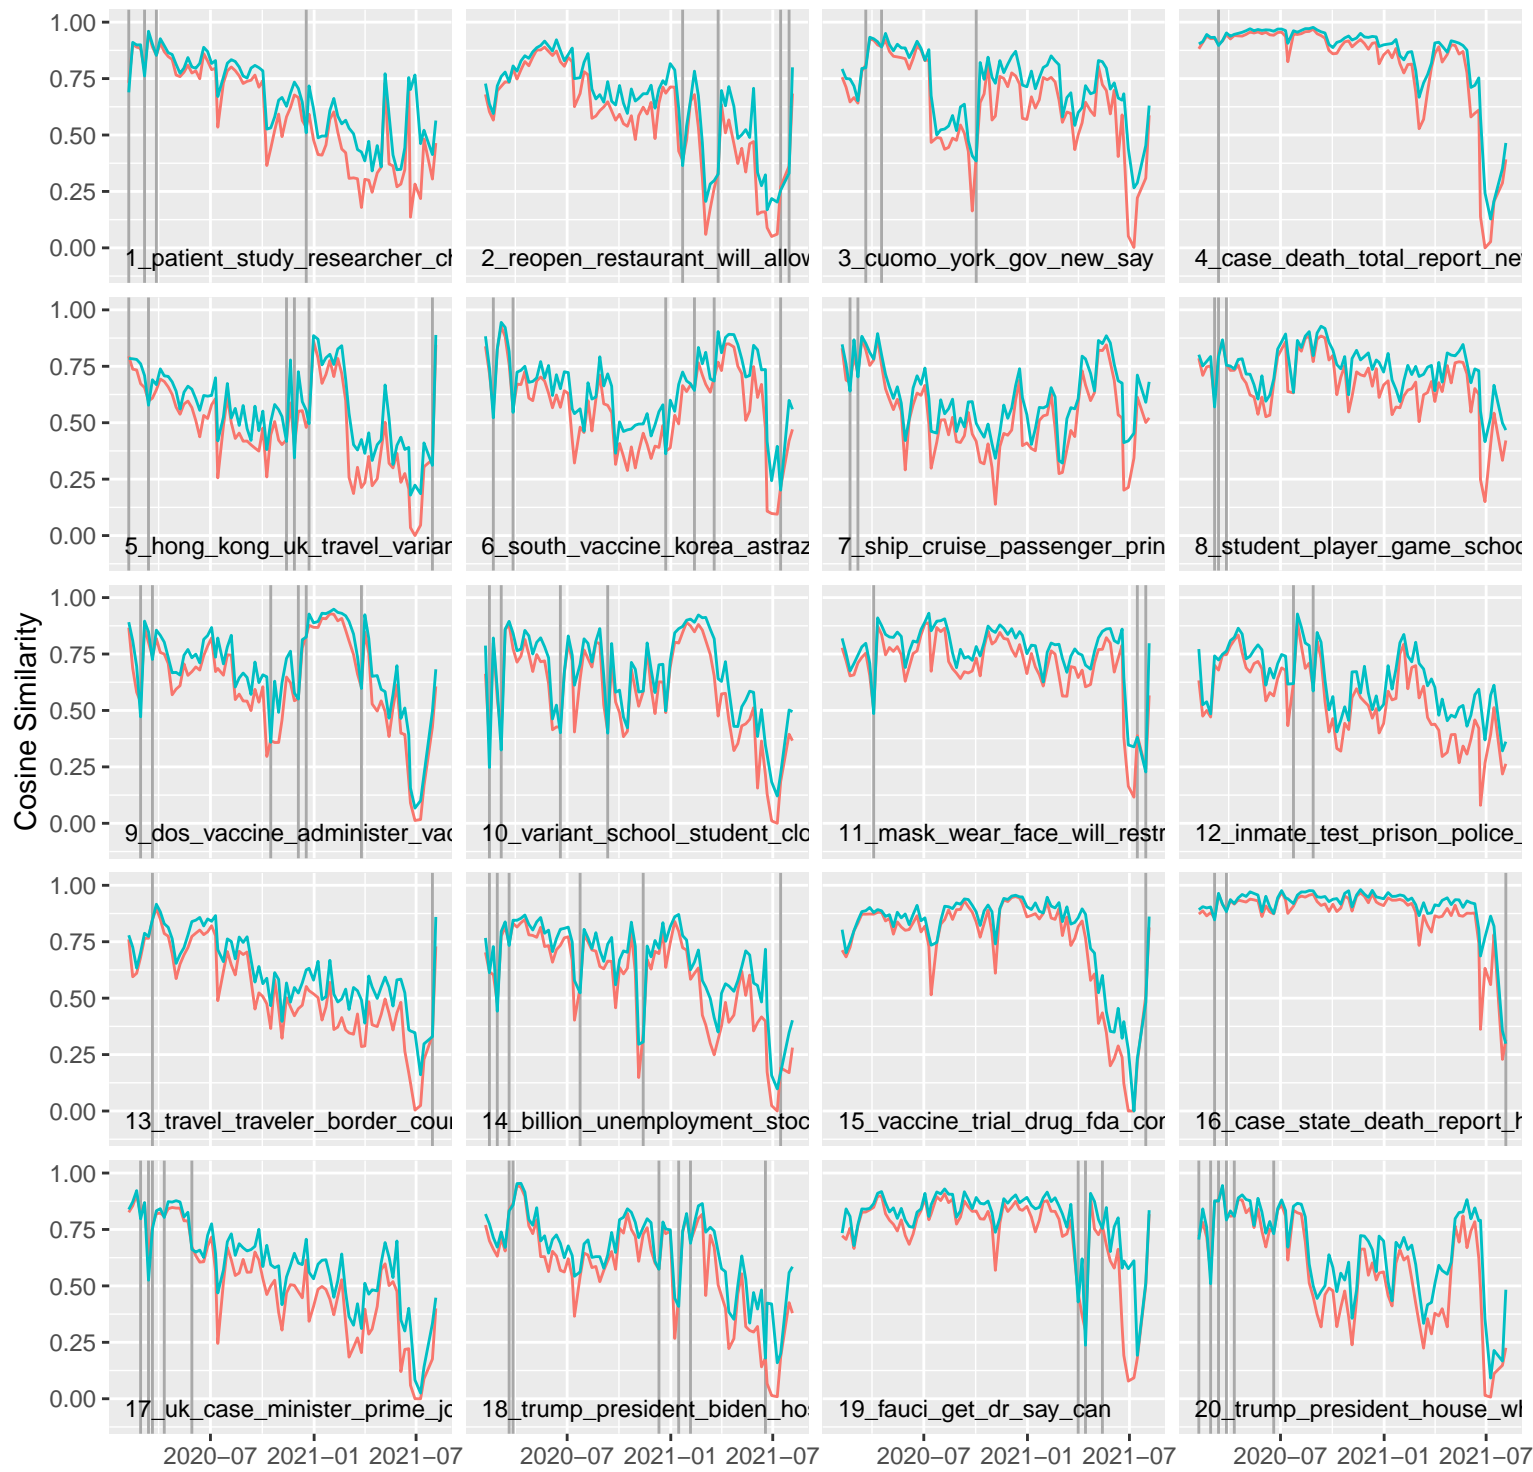 Cosine Similarity
1.00
0.75
0.50
0.25
0.00
1_patient_study_researcher_ch
2_reopen_restaurant_will_allow
3_cuomo_york_gov_new_say
4_case_death_total_report_new
1.00
0.75
0.50
0.25
0.00
5_hong_kong_uk_travel_varian
6_south_vaccine_korea_astraz
7_ship_cruise_passenger_prin
8_student_player_game_schoo
1.00
0.75
0.50
0.25
0.00
9_dos_vaccine_administer_vac
10_variant_school_student_clo
11_mask_wear_face_will_restr
12_inmate_test_prison_police_
1.00
0.75
0.50
0.25
0.00
13_travel_traveler_border_cour
14_billion_unemployment_stoc
15_vaccine_trial_drug_fda_cor
16_case_state_death_report_h
1.00
0.75
0.50
0.25
0.00
17_uk_case_minister_prime_jo
18_trump_president_biden_hos
19_fauci_get_dr_say_can
20_trump_president_house_wh
2020−07 2021−01 2021−07
2020−07 2021−01 2021−07
2020−07 2021−01 2021−07
2020−07 2021−01 2021−07